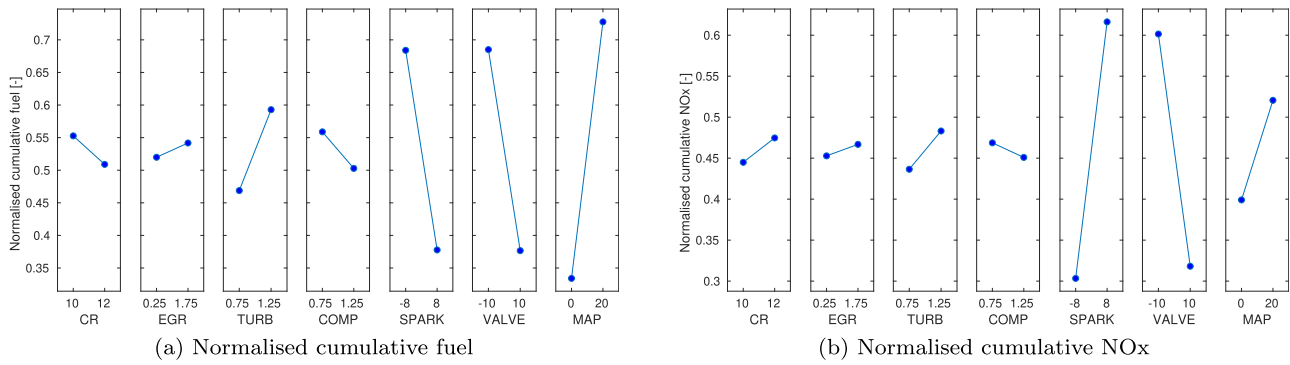 Normalised cumulative fuel [-]
0.7
0.65
0.6
0.55
0.5
0.45
0.4
0.35
10 12
CR
0.25 1.75
EGR
0.75 1.25
TURB
0.75 1.25
COMP
-8 8
SPARK
-10 10
VALVE
0 20
MAP
(a) Normalised cumulative fuel
Normalised cumulative NOx [-]
0.6
0.55
0.5
0.45
0.4
0.35
0.3
10 12
CR
0.25 1.75
EGR
0.75 1.25
TURB
0.75 1.25
COMP
-8 8
SPARK
-10 10
VALVE
0 20
MAP
(b) Normalised cumulative NOx